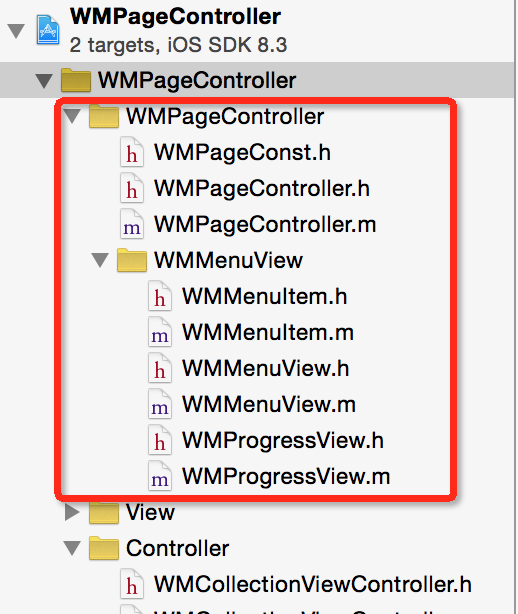 WMPageController
2 targets, iOS SDK 8.3
WMPageController
WMPageController
h WMPageConst.h
h WMPageController.h
m WMPageController.m
WMMenuView
h WMMenuItem.h
m WMMenuItem.m
h WMMenuView.h
m WMMenuView.m
h WMProgressView.h
m WMProgressView.m
View
Controller
h WMCollectionViewController.h